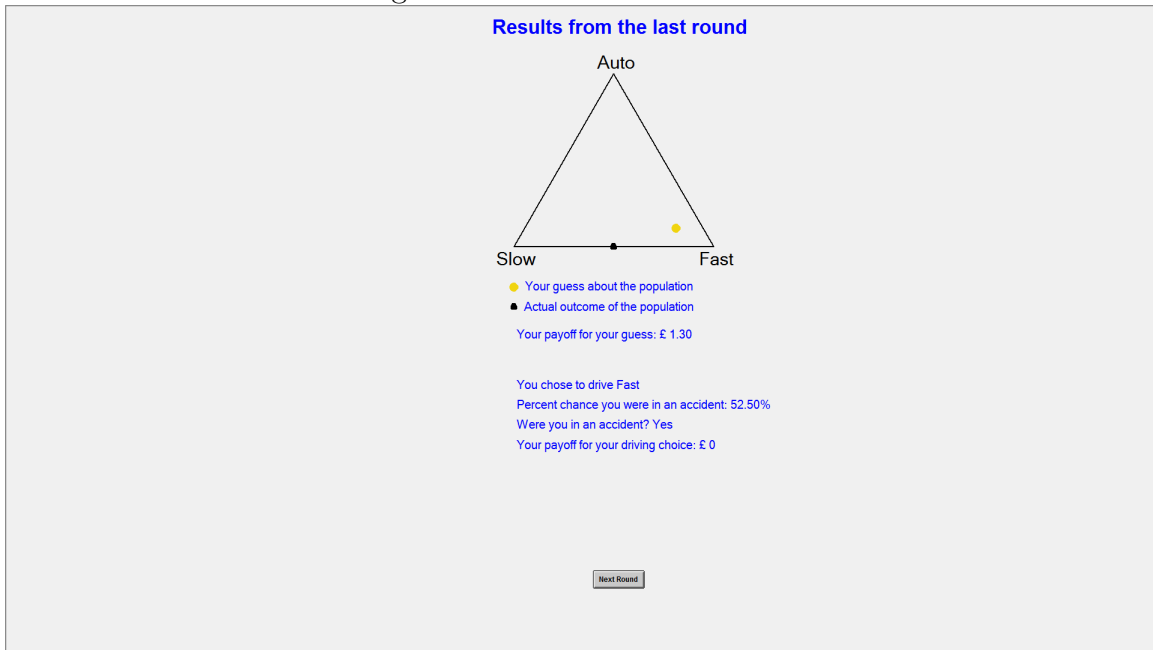 Results from the last round
Auto
Slow Fast
Your guess about the population
Actual outcome of the population
Your payoff for your guess: £ 1.30
You chose to drive Fast
Percent chance you were in an accident: 52.50%
Were you in an accident? Yes
Your payoff for your driving choice: £ 0
Next Round